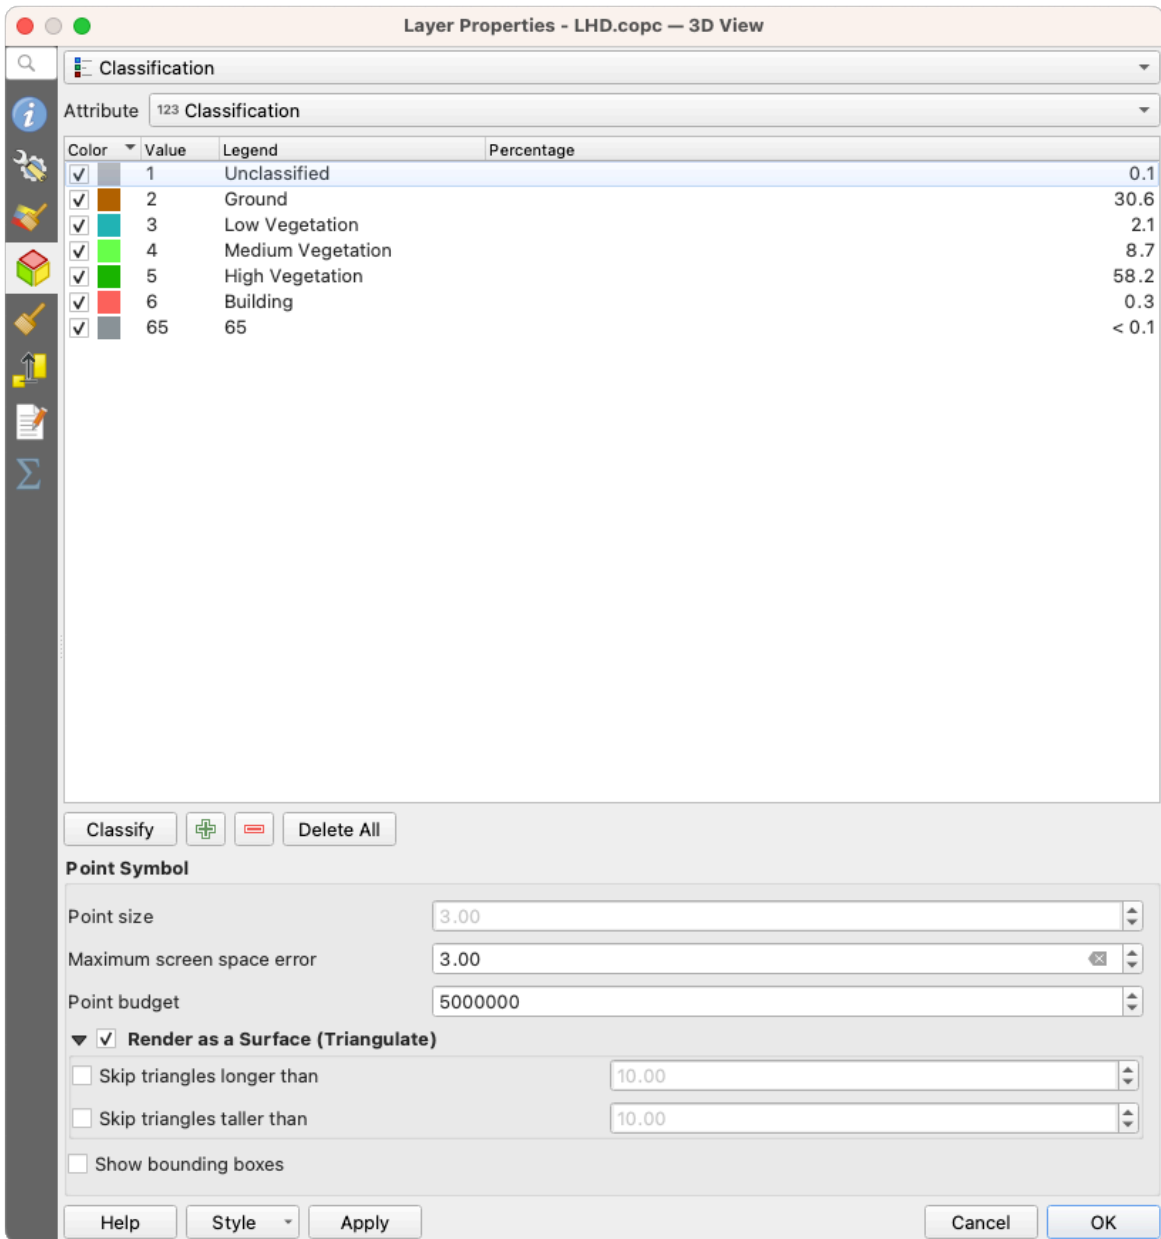 Layer Properties - LHD.copc — 3D View
Classification
Attribute 123 Classification
Color Value Legend Percentage
1 Unclassified 0.1
2 Ground 30.6
3 Low Vegetation 2.1
4 Medium Vegetation 8.7
5 High Vegetation 58.2
6 Building 0.3
65 65 < 0.1
Classify Delete All
Point Symbol
Point size 3.00
Maximum screen space error 3.00
Point budget 5000000
Render as a Surface (Triangulate)
Skip triangles longer than 10.00
Skip triangles taller than 10.00
Show bounding boxes
Help Style Apply Cancel OK